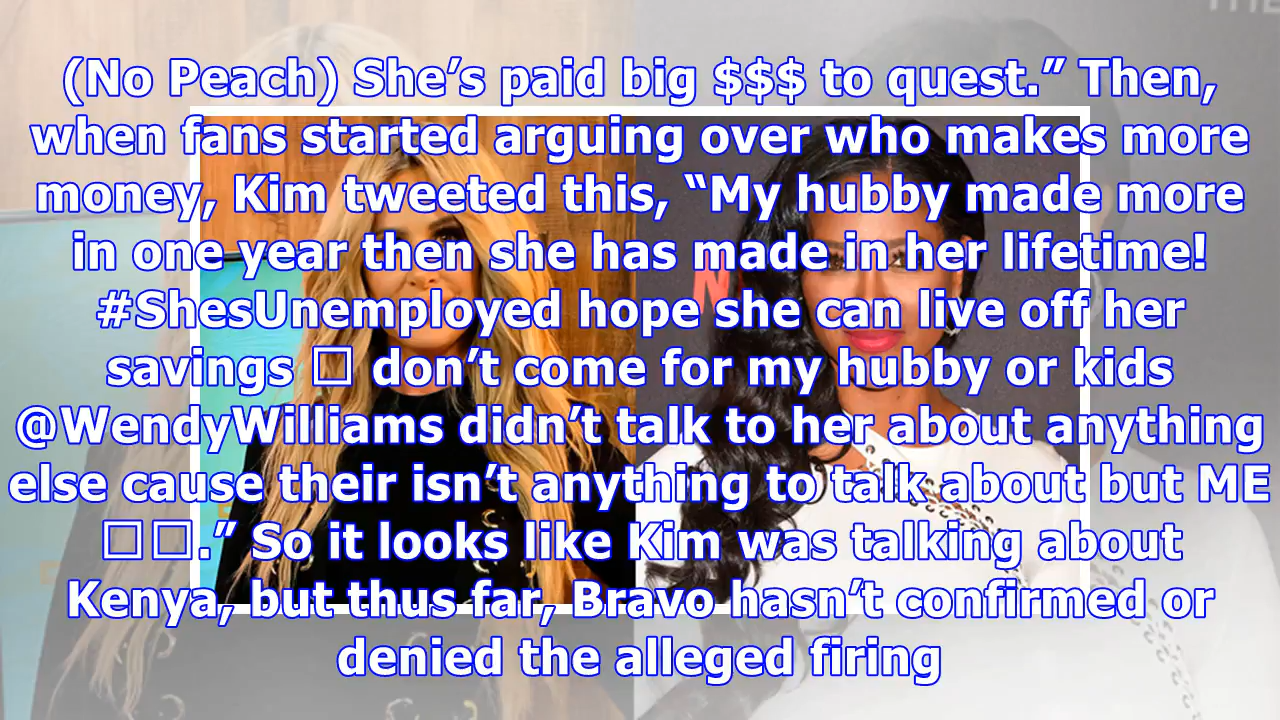 (No Peach) She’s paid big $$$ to quest.” Then,
when fans started arguing over who makes more
money, Kim tweeted this, “My hubby made more
in one year then she has made in her lifetime!
#ShesUnemployed hope she can live off her
savings □ don’t come for my hubby or kids
@WendyWilliams didn’t talk to her about anything
else cause their isn’t anything to talk about but ME
□□.” So it looks like Kim was talking about
Kenya, but thus far, Bravo hasn’t confirmed or
denied the alleged firing